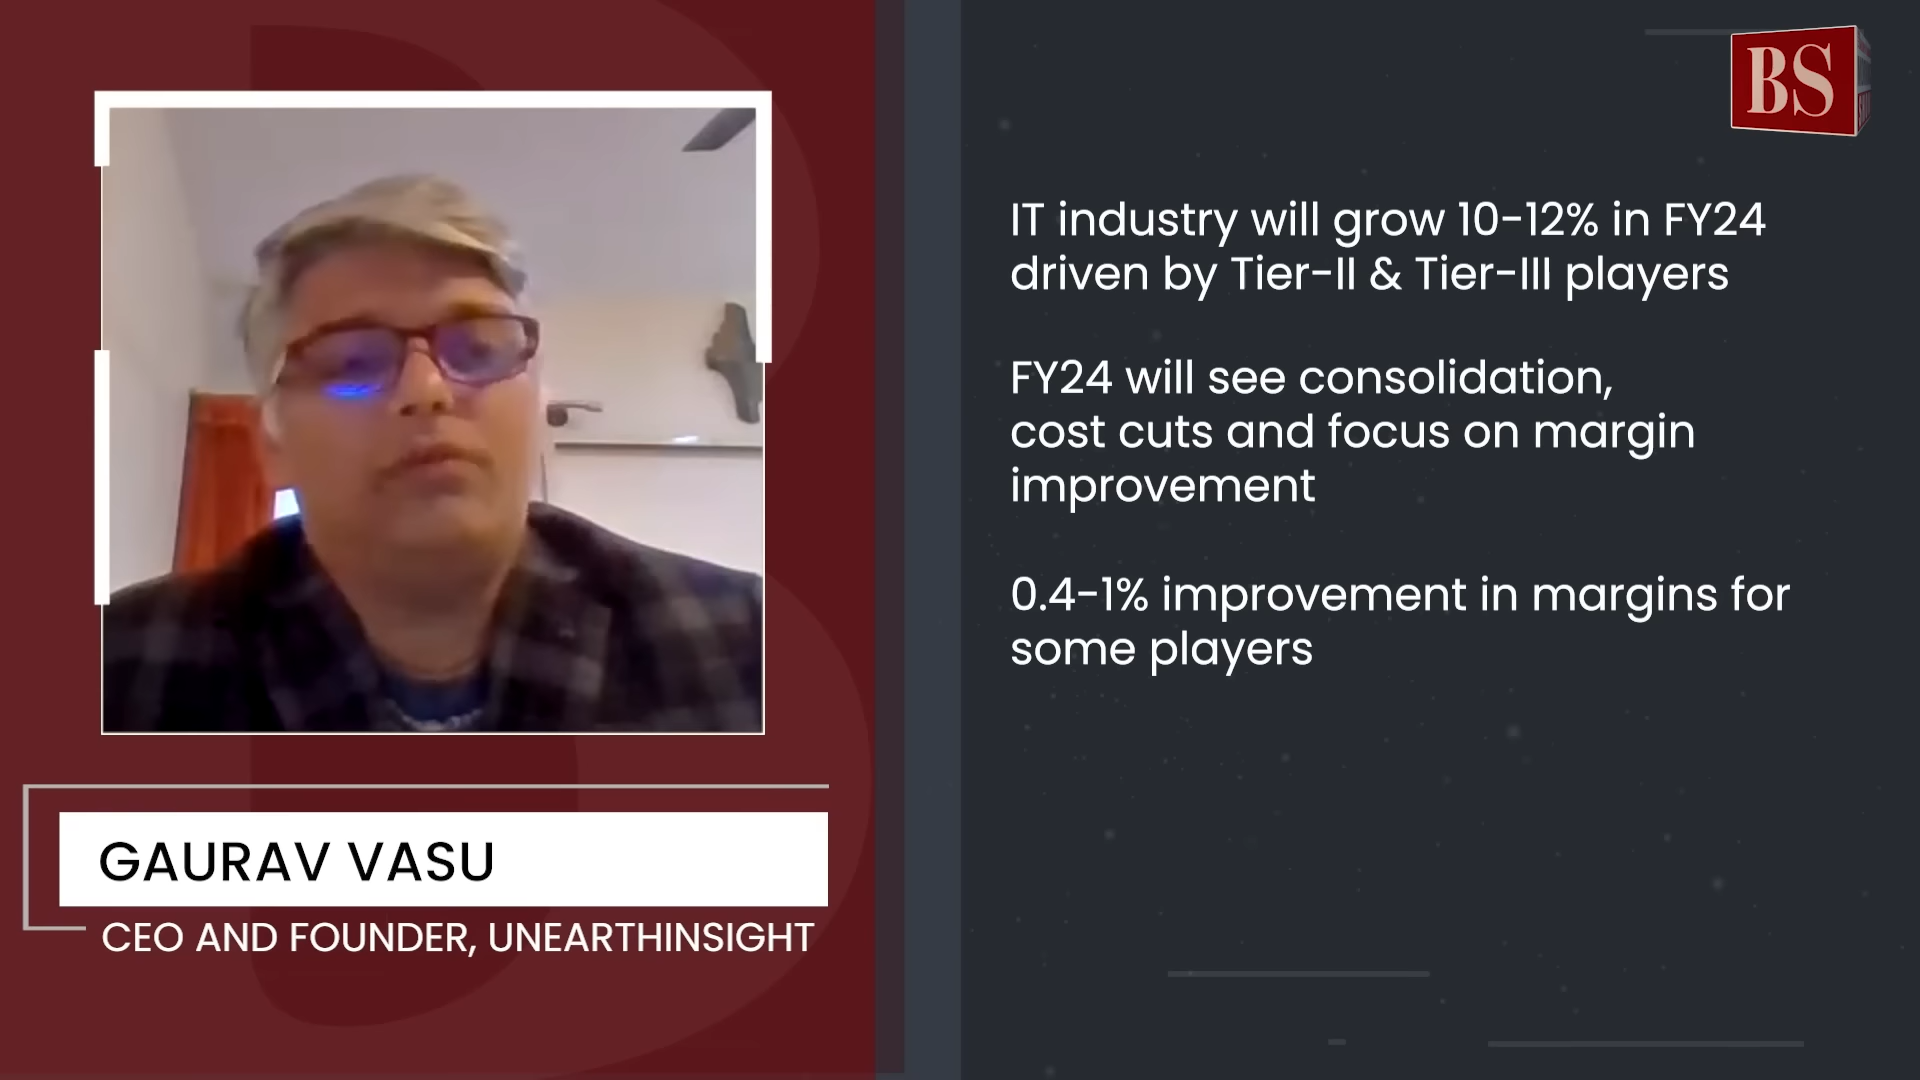 BS
IT industry will grow 10-12% in FY24
driven by Tier-II & Tier-III players
FY24 will see consolidation,
cost cuts and focus on margin
improvement
0.4-1% improvement in margins for
some players
GAURAV VASU
CEO AND FOUNDER, UNEARTHINSIGHT